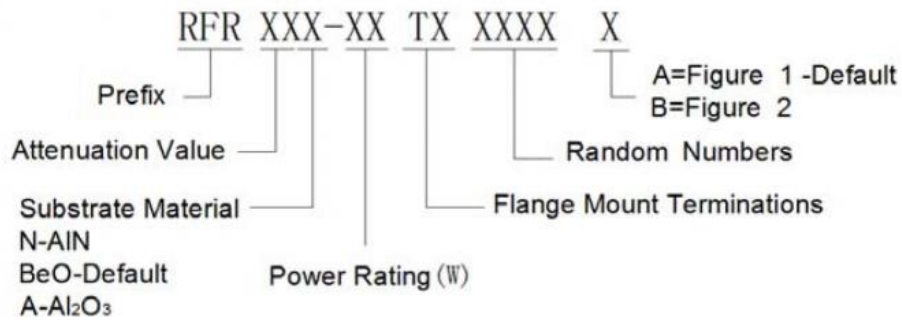 RFR XXX-XX TX XXXX X
A=Figure 1 -Default
Prefix
B=Figure 2
Attenuation Value
Random Numbers
Substrate Material
Flange Mount Terminations
N-AlN
BeO-Default
Power Rating (W)
A-Al₂O₃